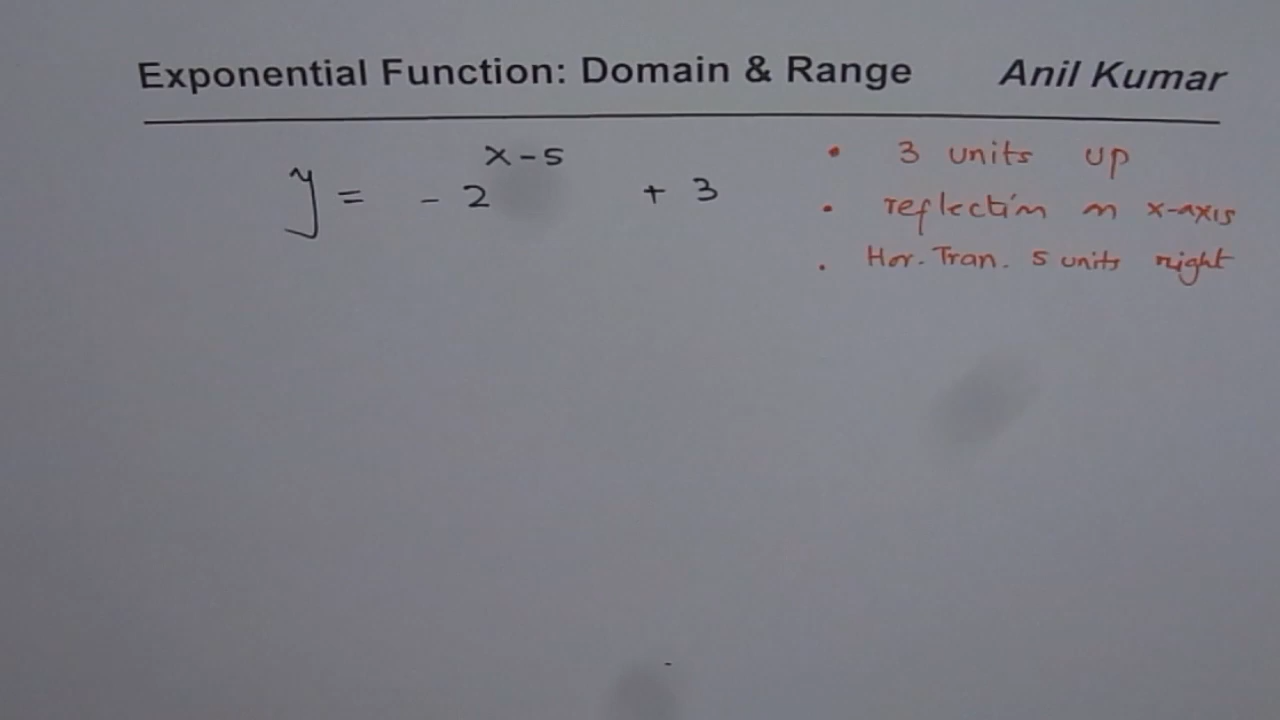 Exponential Function: Domain & Range Anil Kumar
y = - 2^{x-5} + 3
• 3 units up
• reflection in x-axis
• Hor. Tran. 5 units right